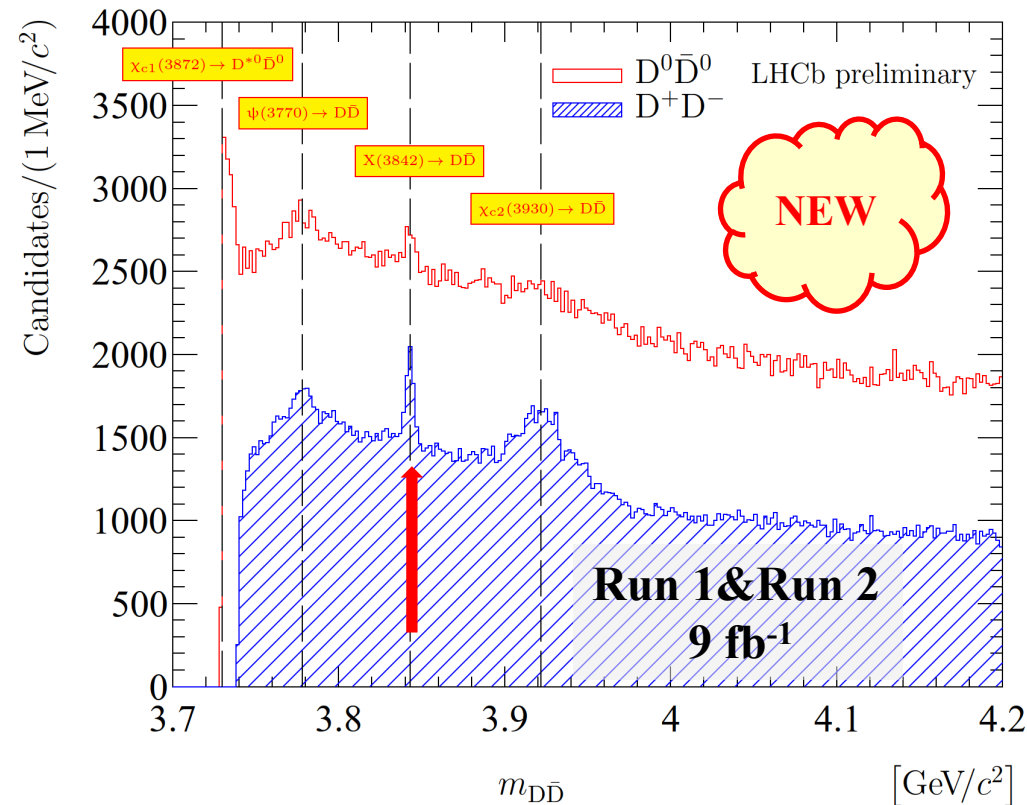 4000
3500
3000
2500
2000
1500
1000
500
0
Candidates/(1 MeV/c²)
χc1(3872) → D*⁰D̄⁰
ψ(3770) → DD̄
X(3842) → DD̄
χc2(3930) → DD̄
D⁰D̄⁰
D⁺D⁻
LHCb preliminary
NEW
Run 1&Run 2
9 fb⁻¹
3.7 3.8 3.9 4 4.1 4.2
mDD̄ [GeV/c²]